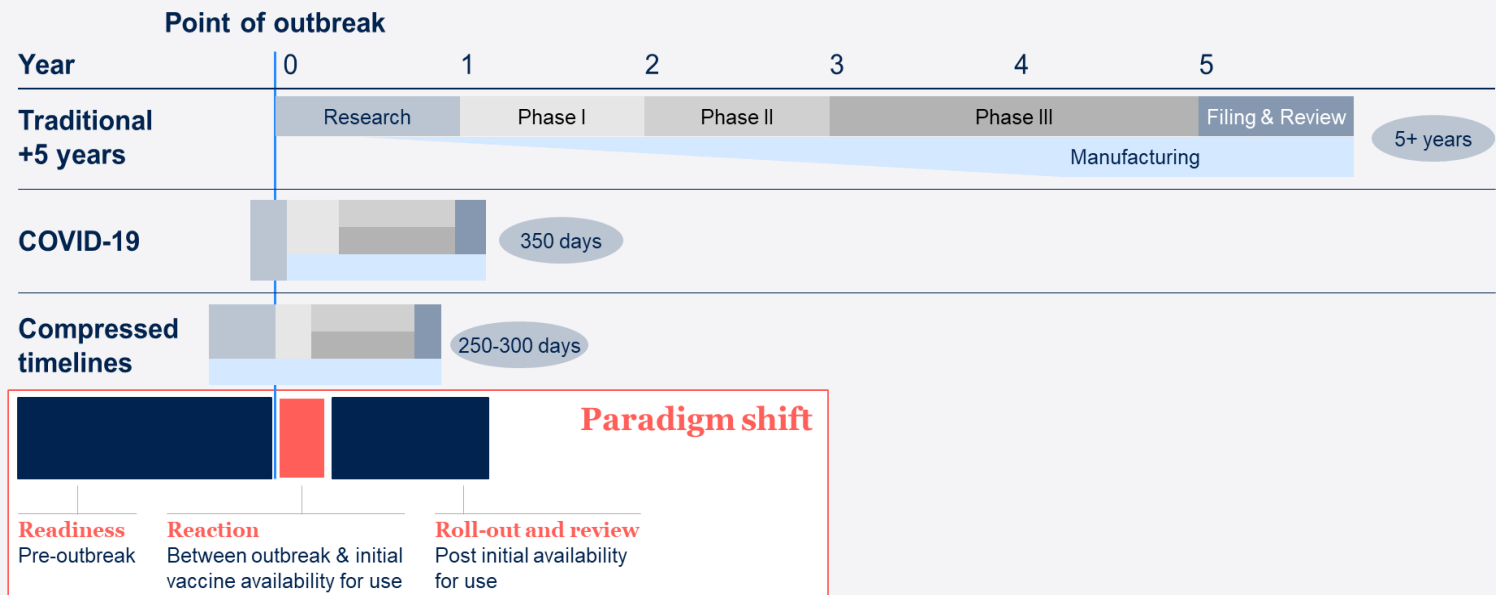 Point of outbreak
Year 0 1 2 3 4 5
Traditional
+5 years
Research Phase I Phase II Phase III Filing & Review
Manufacturing
5+ years
COVID-19
350 days
Compressed
timelines
250-300 days
Paradigm shift
Readiness
Pre-outbreak
Reaction
Between outbreak & initial
vaccine availability for use
Roll-out and review
Post initial availability
for use